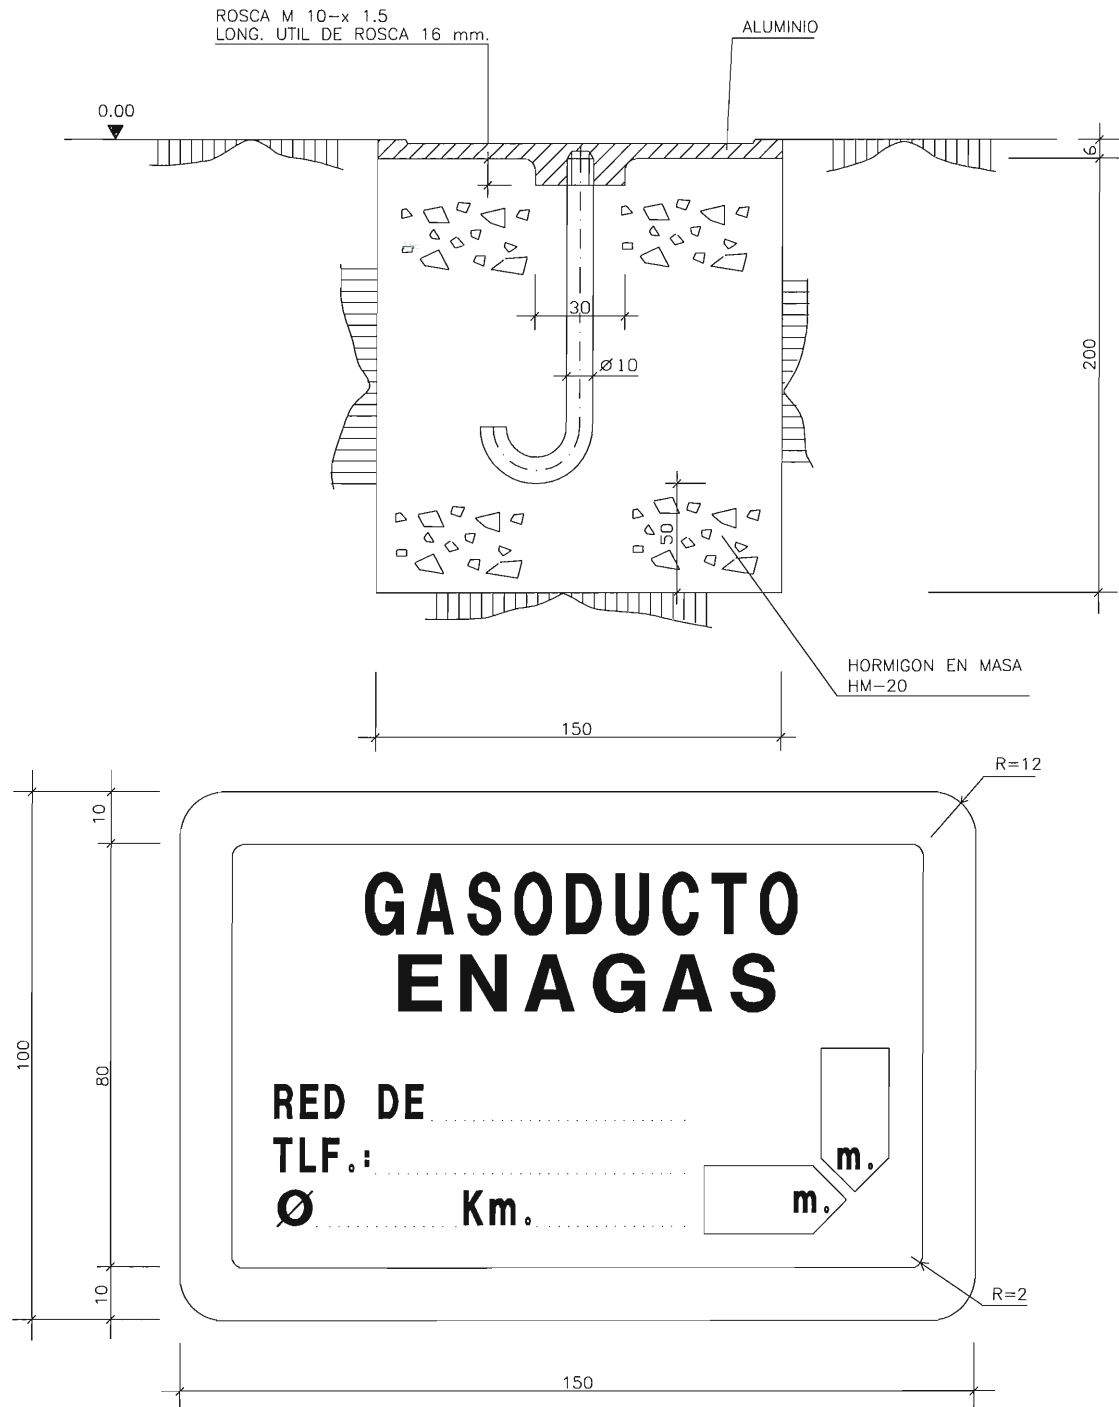 ROSCA M 10-x 1.5
LONG. UTIL DE ROSCA 16 mm.
ALUMINIO
0.00
6
30
Ø10
200
50
HORMIGON EN MASA
HM-20
150
R=12
10
GASODUCTO
ENAGAS
100
80
RED DE
TLF.:
Ø Km.
m.
m.
10
R=2
150